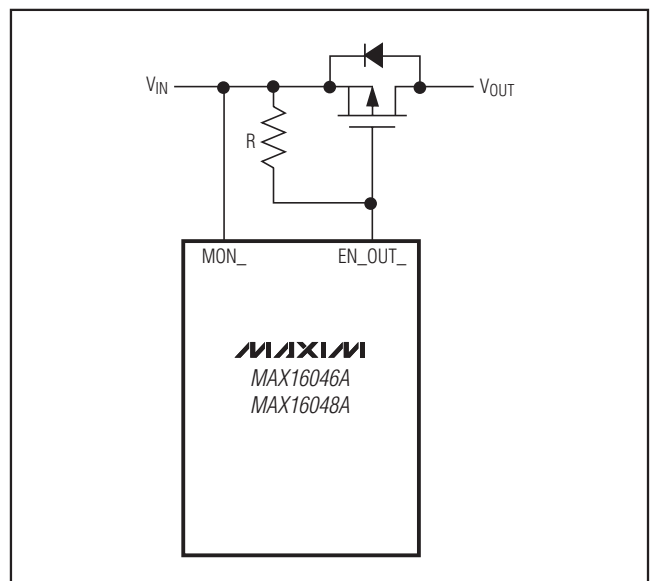 VIN
VOUT
R
MON_ EN_OUT_
MAXIM
MAX16046A
MAX16048A